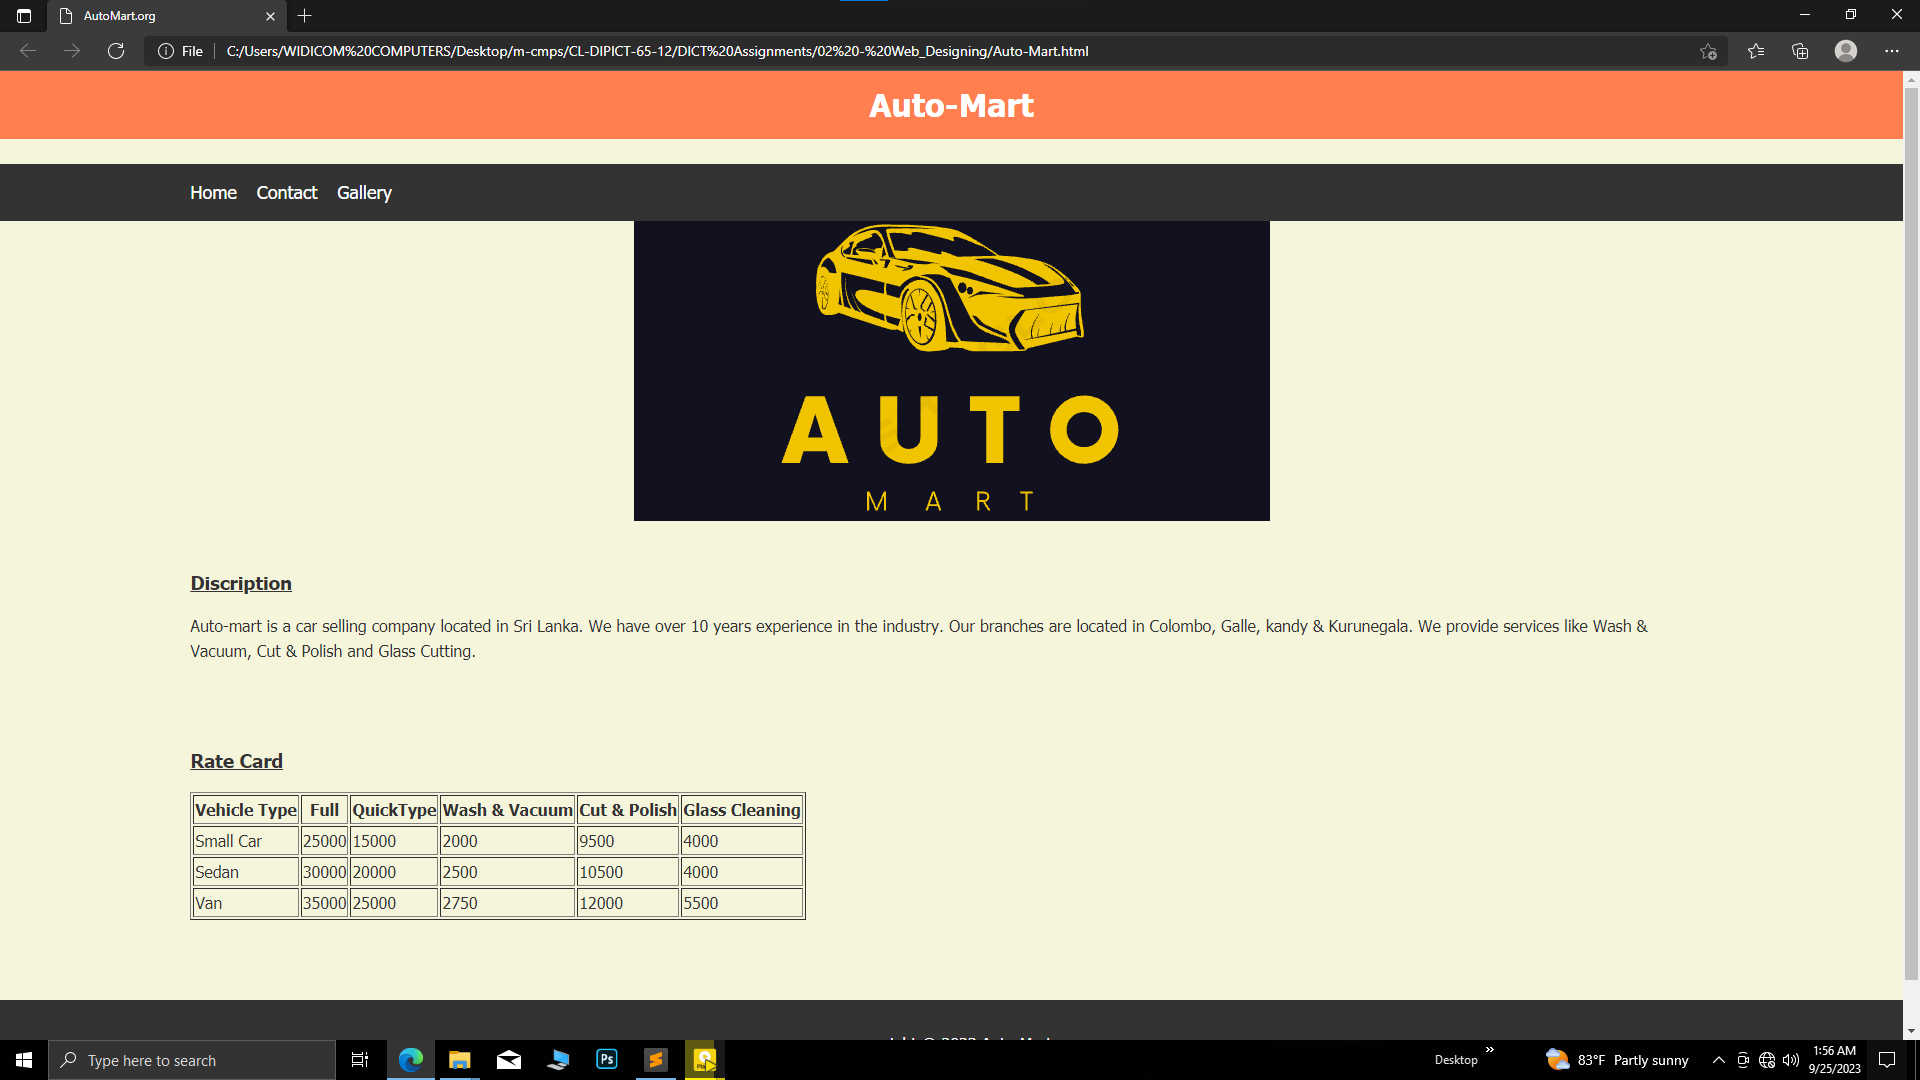 AutoMart.org
File
C:/Users/WIDICOM%20COMPUTERS/Desktop/m-cmps/CL-DIPICT-65-12/DICT%20Assignments/02%20-%20Web_Designing/Auto-Mart.html
Auto-Mart
Home Contact Gallery
AUTO
MART
Discription
Auto-mart is a car selling company located in Sri Lanka. We have over 10 years experience in the industry. Our branches are located in Colombo, Galle, kandy & Kurunegala. We provide services like Wash &
Vacuum, Cut & Polish and Glass Cutting.
Rate Card
Vehicle Type Full QuickType Wash & Vacuum Cut & Polish Glass Cleaning
Small Car 25000 15000 2000 9500 4000
Sedan 30000 20000 2500 10500 4000
Van 35000 25000 2750 12000 5500
Type here to search
Ps
Desktop
83°F Partly sunny
1:56 AM
9/25/2023